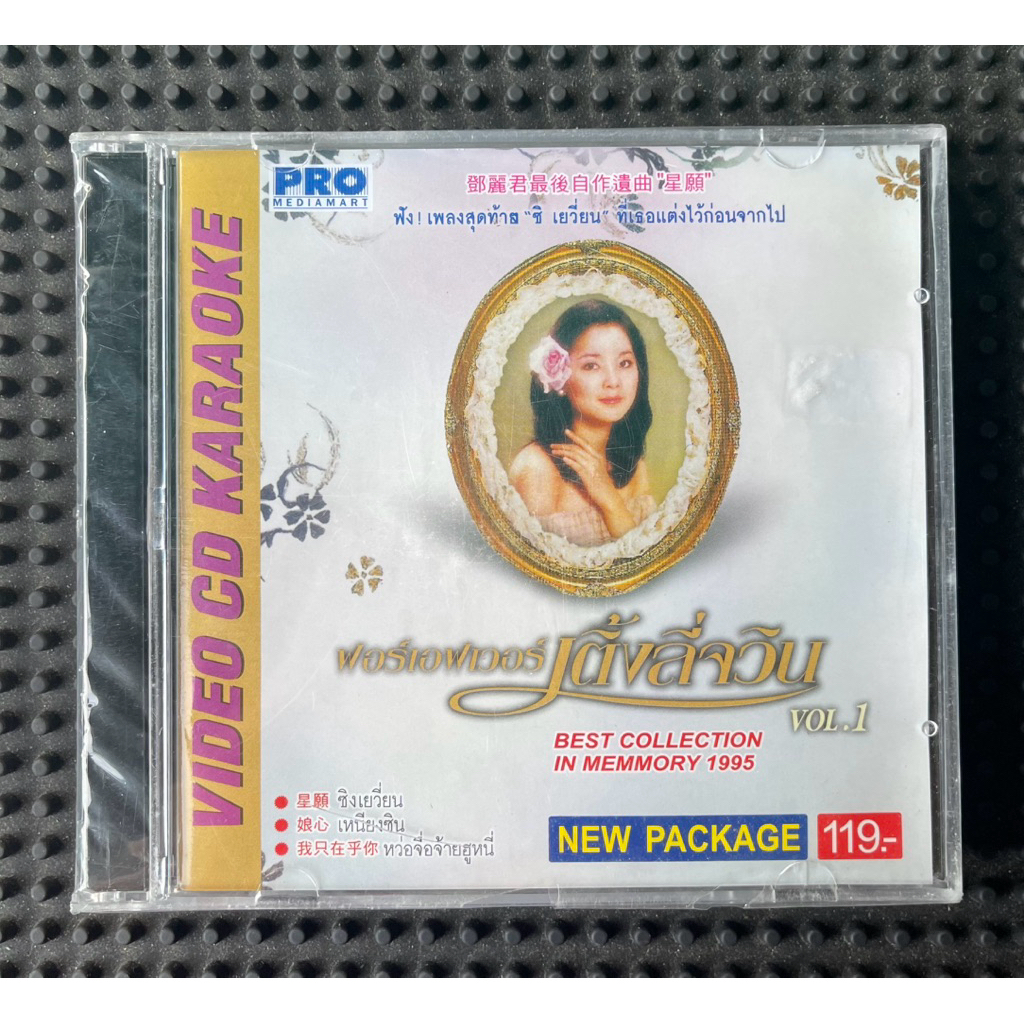 VIDEO CD KARAOKE
PRO
MEDIAMART
鄧麗君最後自作遺曲"星願"
ฟัง! เพลงสุดท้าย "ซิ เยวี่ยน" ที่เธอแต่งไว้ก่อนจากไป
ฟอร์เอฟเวอร์ เติ้งลี่จวิน
VOL.1
BEST COLLECTION
IN MEMMORY 1995
● 星願 ซิงเยวี่ยน
● 娘心 เหนียงซิน
● 我只在乎你 หว่อจื่อจ้ายฮูหนี่
NEW PACKAGE 119.-